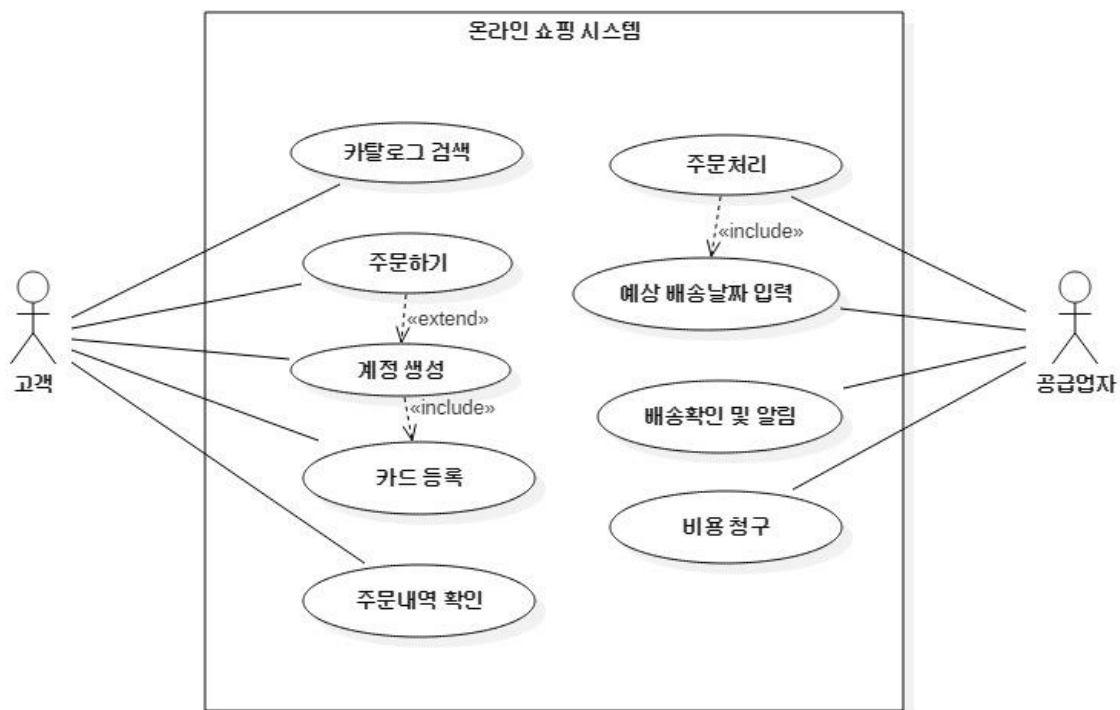 온라인 쇼핑 시스템
카탈로그 검색
주문하기
«extend»
계정 생성
«include»
카드 등록
주문내역 확인
주문처리
«include»
예상 배송날짜 입력
배송확인 및 알림
비용 청구
고객
공급업자